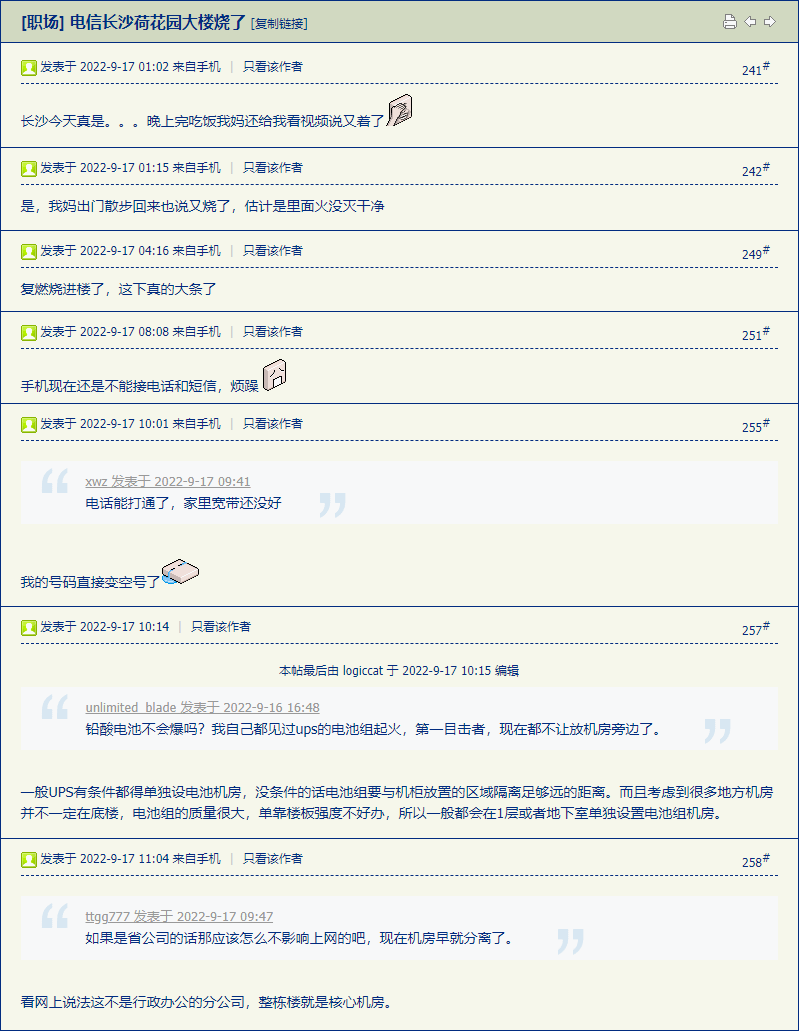 [职场] 电信长沙荷花园大楼烧了 [复制链接]
发表于 2022-9-17 01:02 来自手机 | 只看该作者 241#
长沙今天真是。。。晚上完吃饭我妈还给我看视频说又着了
发表于 2022-9-17 01:15 来自手机 | 只看该作者 242#
是，我妈出门散步回来也说又烧了，估计是里面火没灭干净
发表于 2022-9-17 04:16 来自手机 | 只看该作者 249#
复燃烧进楼了，这下真的大条了
发表于 2022-9-17 08:08 来自手机 | 只看该作者 251#
手机现在还是不能接电话和短信，烦躁
发表于 2022-9-17 10:01 来自手机 | 只看该作者 255#
xwz 发表于 2022-9-17 09:41
电话能打通了，家里宽带还没好
我的号码直接变空号了
发表于 2022-9-17 10:14 | 只看该作者 257#
本帖最后由 logiccat 于 2022-9-17 10:15 编辑
unlimited_blade 发表于 2022-9-16 16:48
铅酸电池不会爆吗？我自己都见过ups的电池组起火，第一目击者，现在都不让放机房旁边了。
一般UPS有条件都得单独设电池机房，没条件的话电池组要与机柜放置的区域隔离足够远的距离。而且考虑到很多地方机房
并不一定在底楼，电池组的质量很大，单靠楼板强度不好办，所以一般都会在1层或者地下室单独设置电池组机房。
发表于 2022-9-17 11:04 来自手机 | 只看该作者 258#
ttgg777 发表于 2022-9-17 09:47
如果是省公司的话那应该怎么不影响上网的吧，现在机房早就分离了。
看网上说法这不是行政办公的分公司，整栋楼就是核心机房。